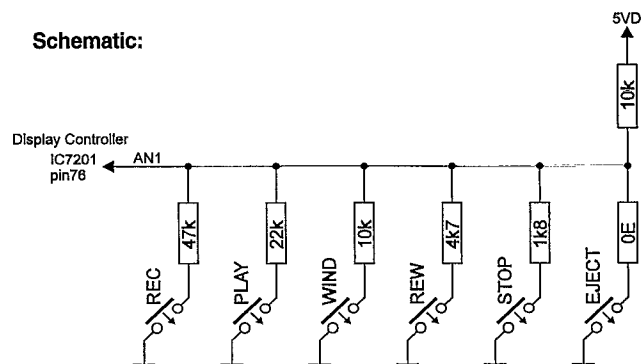 5VD
Schematic:
10k
Display Controller
IC7201
pin76
AN1
47k
22k
10k
4k7
1k8
0E
REC
PLAY
WIND
REW
STOP
EJECT